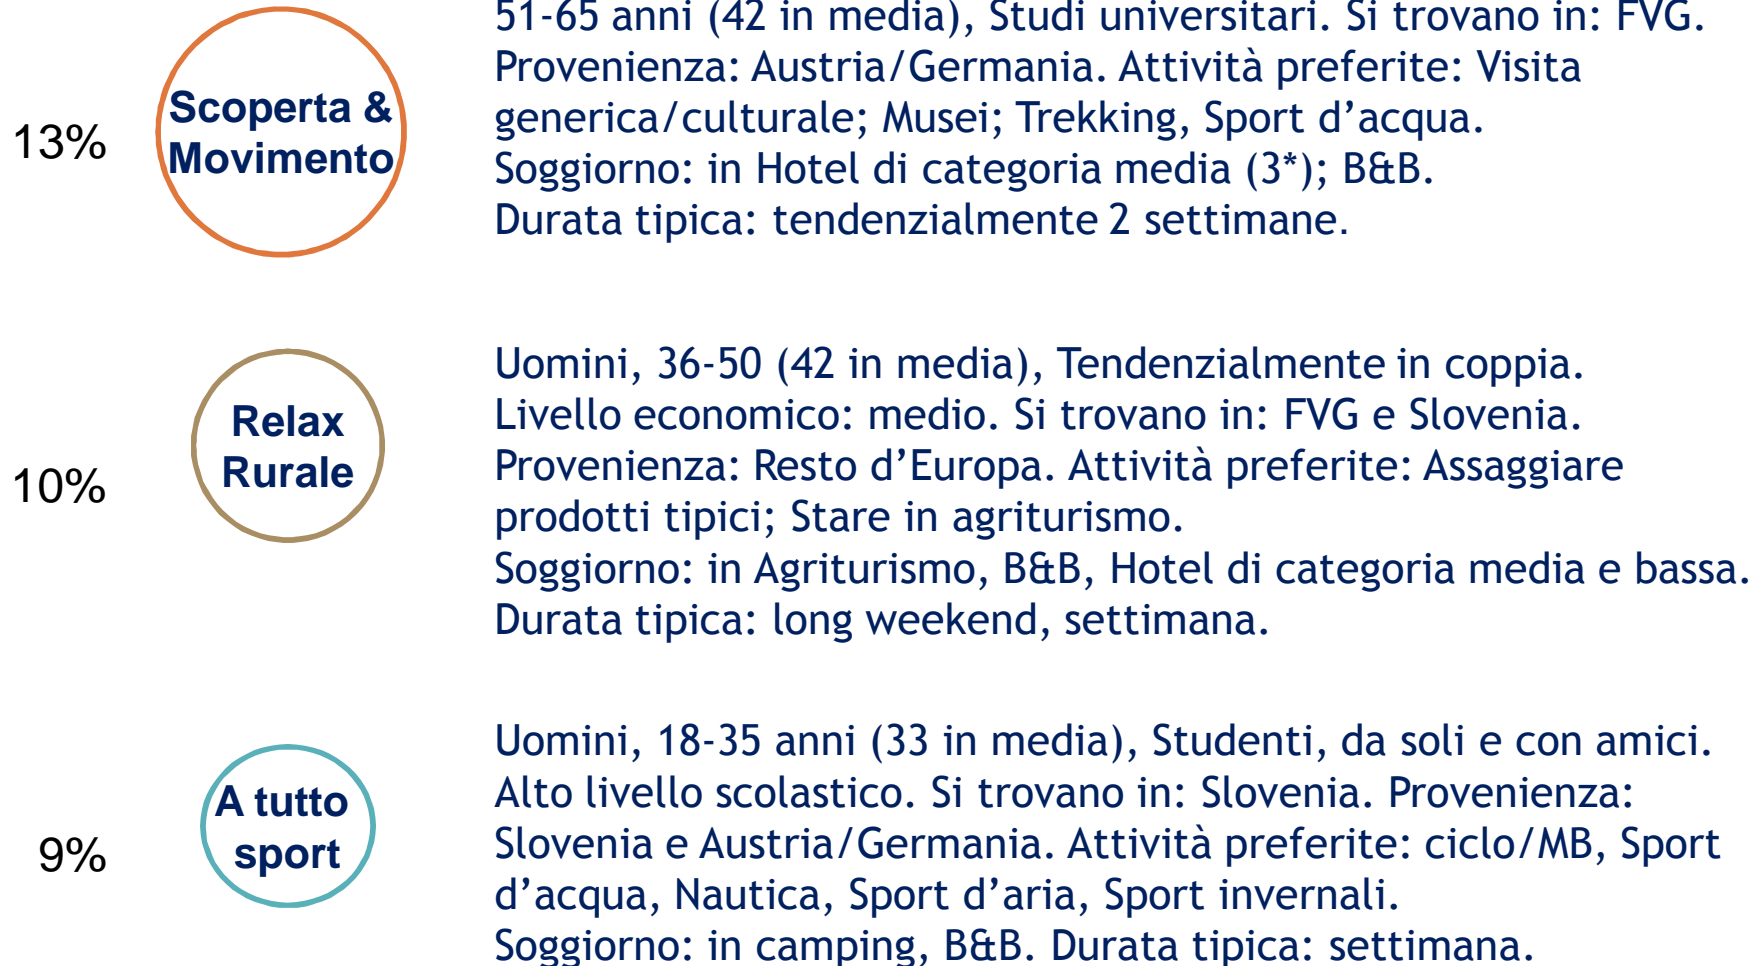 51-65 anni (42 in media), Studi universitari. Si trovano in: FVG.
Provenienza: Austria/Germania. Attività preferite: Visita
generica/culturale; Musei; Trekking, Sport d’acqua.
Soggiorno: in Hotel di categoria media (3*); B&B.
Durata tipica: tendenzialmente 2 settimane.
13%
Scoperta &
Movimento
Uomini, 36-50 (42 in media), Tendenzialmente in coppia.
Livello economico: medio. Si trovano in: FVG e Slovenia.
Provenienza: Resto d’Europa. Attività preferite: Assaggiare
prodotti tipici; Stare in agriturismo.
Soggiorno: in Agriturismo, B&B, Hotel di categoria media e bassa.
Durata tipica: long weekend, settimana.
10%
Relax
Rurale
Uomini, 18-35 anni (33 in media), Studenti, da soli e con amici.
Alto livello scolastico. Si trovano in: Slovenia. Provenienza:
Slovenia e Austria/Germania. Attività preferite: ciclo/MB, Sport
d’acqua, Nautica, Sport d’aria, Sport invernali.
Soggiorno: in camping, B&B. Durata tipica: settimana.
9%
A tutto
sport